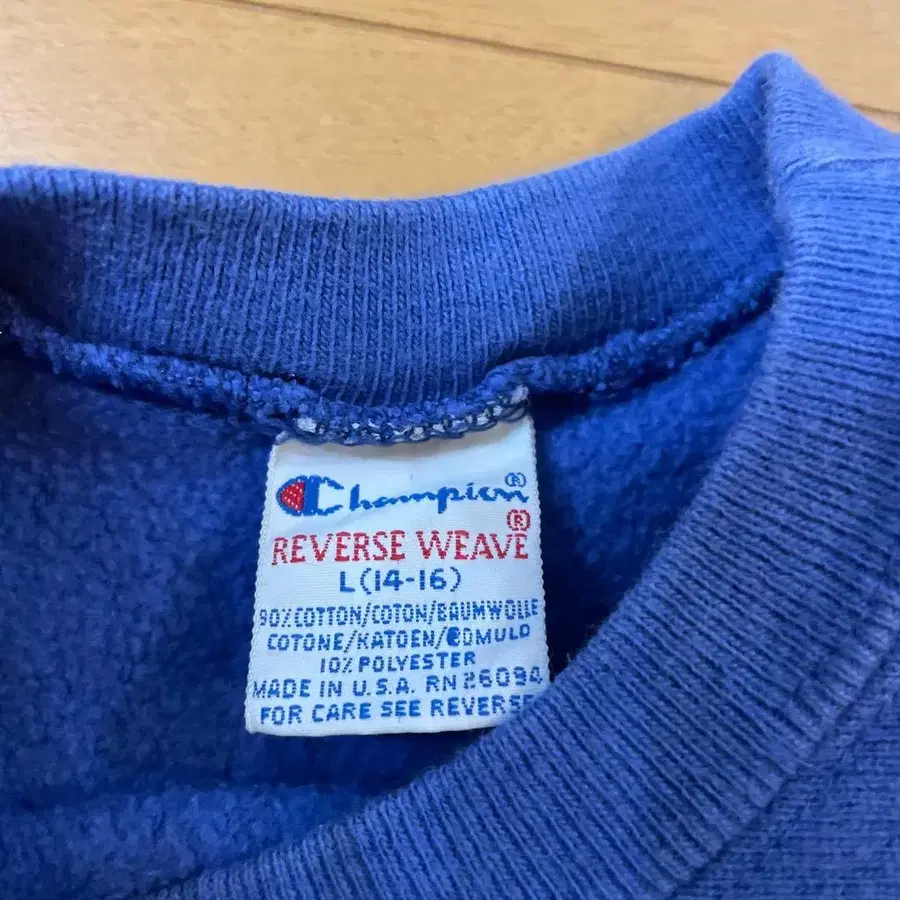 Champion®
REVERSE WEAVE®
L(14-16)
90% COTTON/COTON/BAUMWOLLE
COTONE/KATOEN/
10% POLYESTER
MADE IN U.S.A. RN 26094
FOR CARE SEE REVERSE